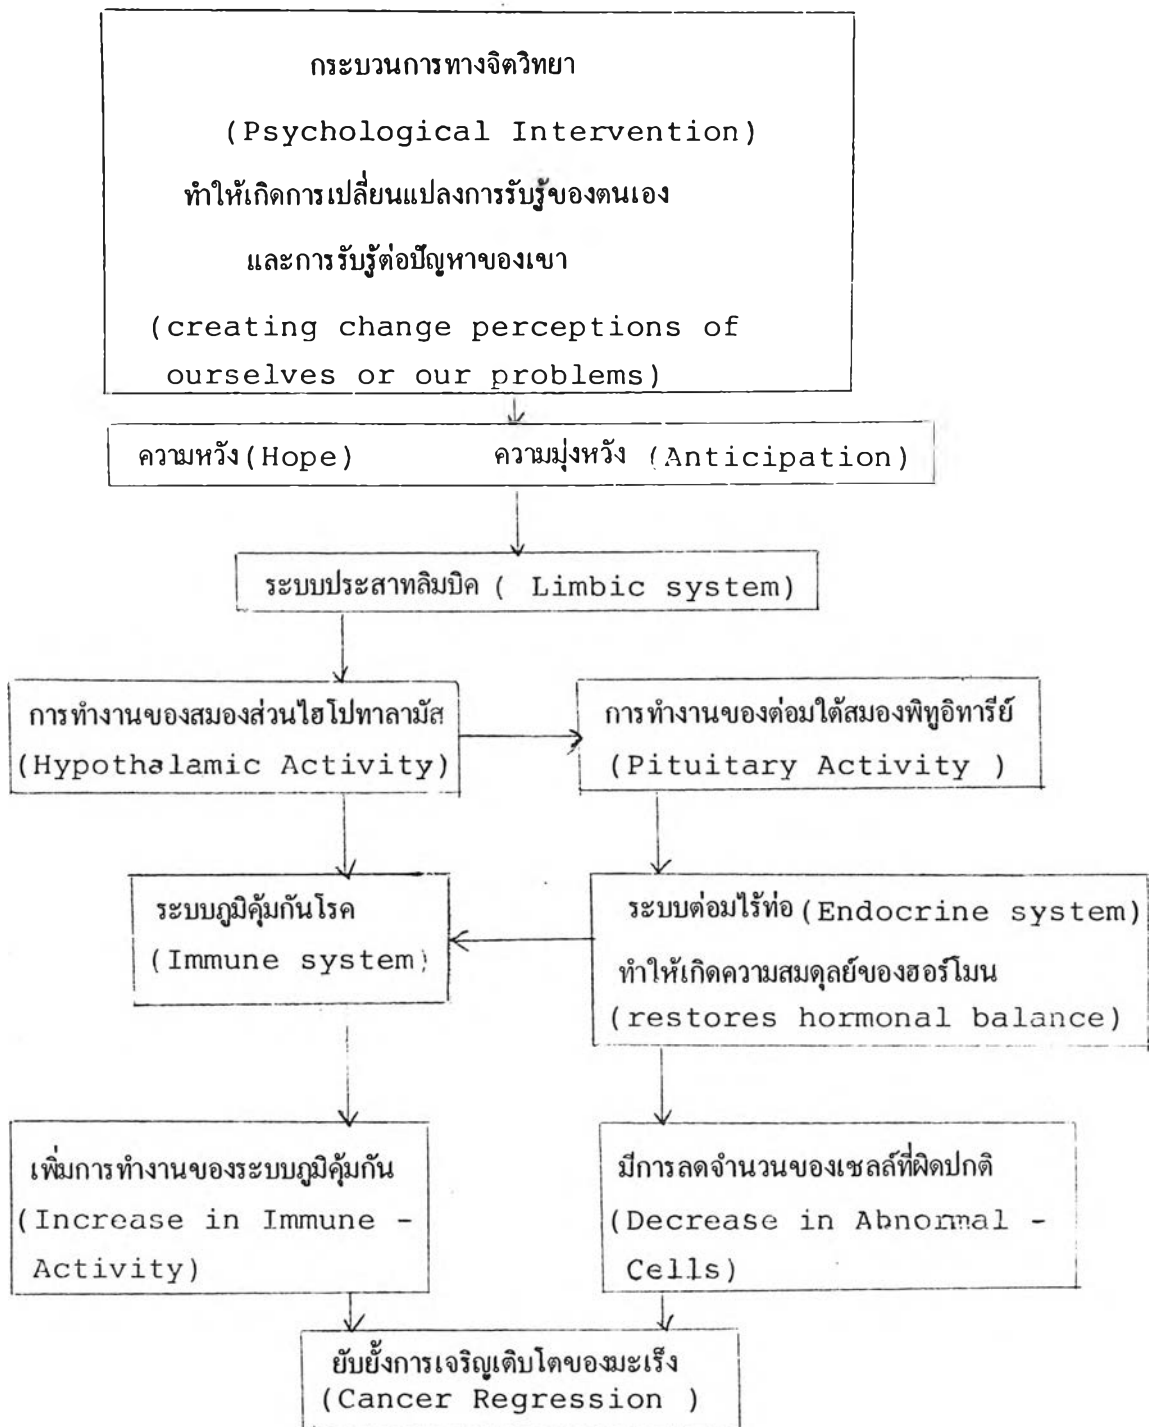 กระบวนการทางจิตวิทยา
(Psychological Intervention)
ทำให้เกิดการเปลี่ยนแปลงการรับรู้ของตนเอง
และการรับรู้ต่อปัญหาของเขา
(creating change perceptions of
ourselves or our problems)
ความหวัง (Hope) ความมุ่งหวัง (Anticipation)
ระบบประสาทลิมบิค ( Limbic system)
การทำงานของสมองส่วนไฮโปทาลามัส
(Hypothalamic Activity)
การทำงานของต่อมใต้สมองพิทูอิทารีย์
(Pituitary Activity )
ระบบภูมิคุ้มกันโรค
(Immune system)
ระบบต่อมไร้ท่อ (Endocrine system)
ทำให้เกิดความสมดุลย์ของฮอร์โมน
(restores hormonal balance)
เพิ่มการทำงานของระบบภูมิคุ้มกัน
(Increase in Immune -
Activity)
มีการลดจำนวนของเซลล์ที่ผิดปกติ
(Decrease in Abnormal -
Cells)
ยับยั้งการเจริญเติบโตของมะเร็ง
(Cancer Regression )